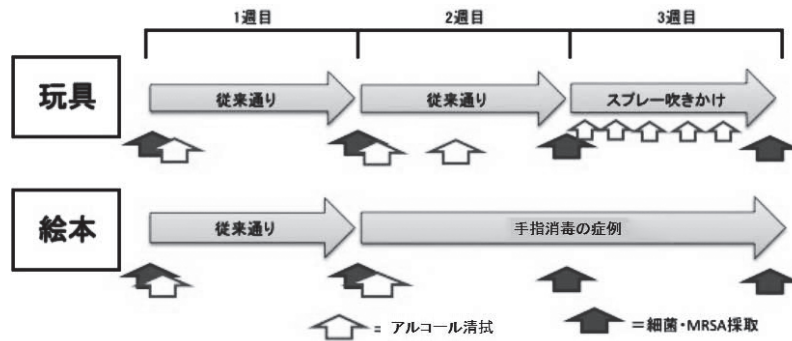 1週目 2週目 3週目
玩具 従来通り 従来通り スプレー吹きかけ
絵本 従来通り 手指消毒の症例
= アルコール清拭 =細菌・MRSA採取